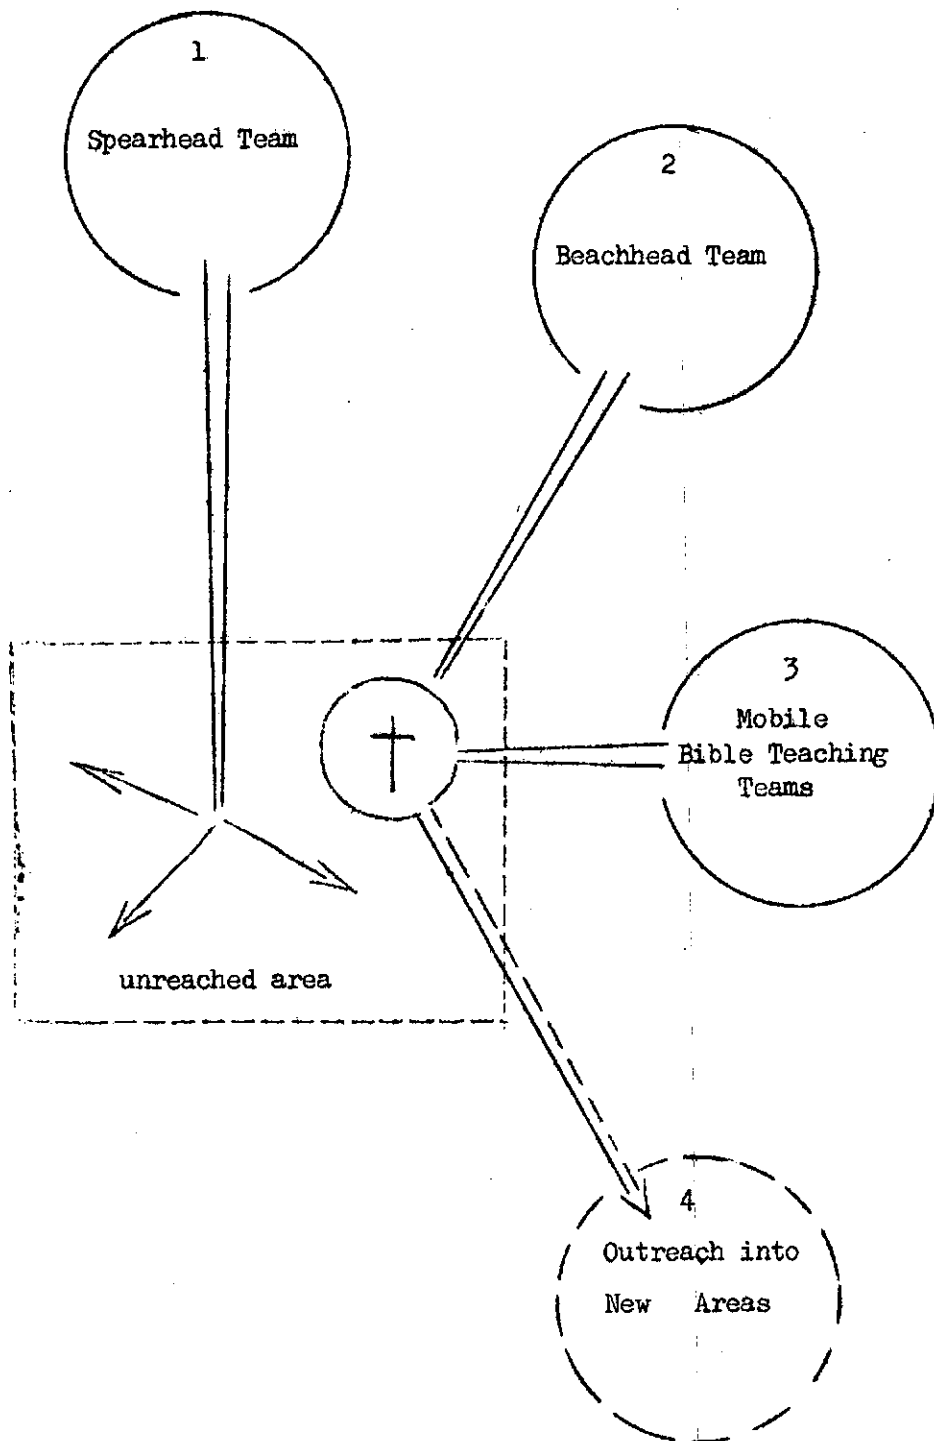 1
Spearhead Team
2
Beachhead Team
3
Mobile
Bible Teaching
Teams
unreached area
4
Outreach into
New Areas